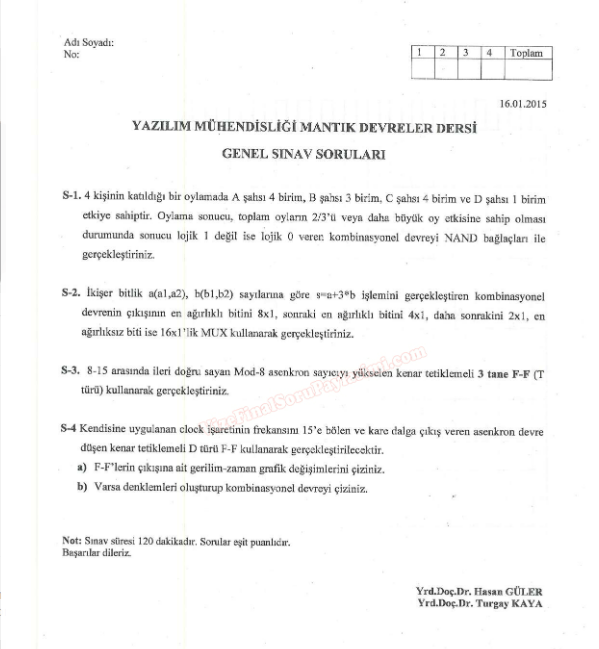 Adı Soyadı:
No:
1 2 3 4 Toplam
16.01.2015
YAZILIM MÜHENDİSLİĞİ MANTIK DEVRELER DERSİ
GENEL SINAV SORULARI
S-1. 4 kişinin katıldığı bir oylamada A şahsı 4 birim, B şahsı 3 birim, C şahsı 4 birim ve D şahsı 1 birim
etkiye sahiptir. Oylama sonucu, toplam oyların 2/3'ü veya daha büyük oy etkisine sahip olması
durumunda sonucu lojik 1 değil ise lojik 0 veren kombinasyonel devreyi NAND bağlaçları ile
gerçekleştiriniz.
S-2. İkişer bitlik a(a1,a2), b(b1,b2) sayılarına göre s=a+3*b işlemini gerçekleştiren kombinasyonel
devrenin çıkışının en ağırlıklı bitini 8x1, sonraki en ağırlıklı bitini 4x1, daha sonrakini 2x1, en
ağırlıksız biti ise 16x1'lik MUX kullanarak gerçekleştiriniz.
S-3. 8-15 arasında ileri doğru sayan Mod-8 asenkron sayıcıyı yükselen kenar tetiklemeli 3 tane F-F (T
türü) kullanarak gerçekleştiriniz.
VizeFinalSoruPaylasimi.com
S-4 Kendisine uygulanan clock işaretinin frekansını 15'e bölen ve kare dalga çıkış veren asenkron devre
düşen kenar tetiklemeli D türü F-F kullanarak gerçekleştirilecektir.
a) F-F'lerin çıkışına ait gerilim-zaman grafik değişimlerini çiziniz.
b) Varsa denklemleri oluşturup kombinasyonel devreyi çiziniz.
Not: Sınav süresi 120 dakikadır. Sorular eşit puanlıdır.
Başarılar dileriz.
Yrd.Doç.Dr. Hasan GÜLER
Yrd.Doç.Dr. Turgay KAYA